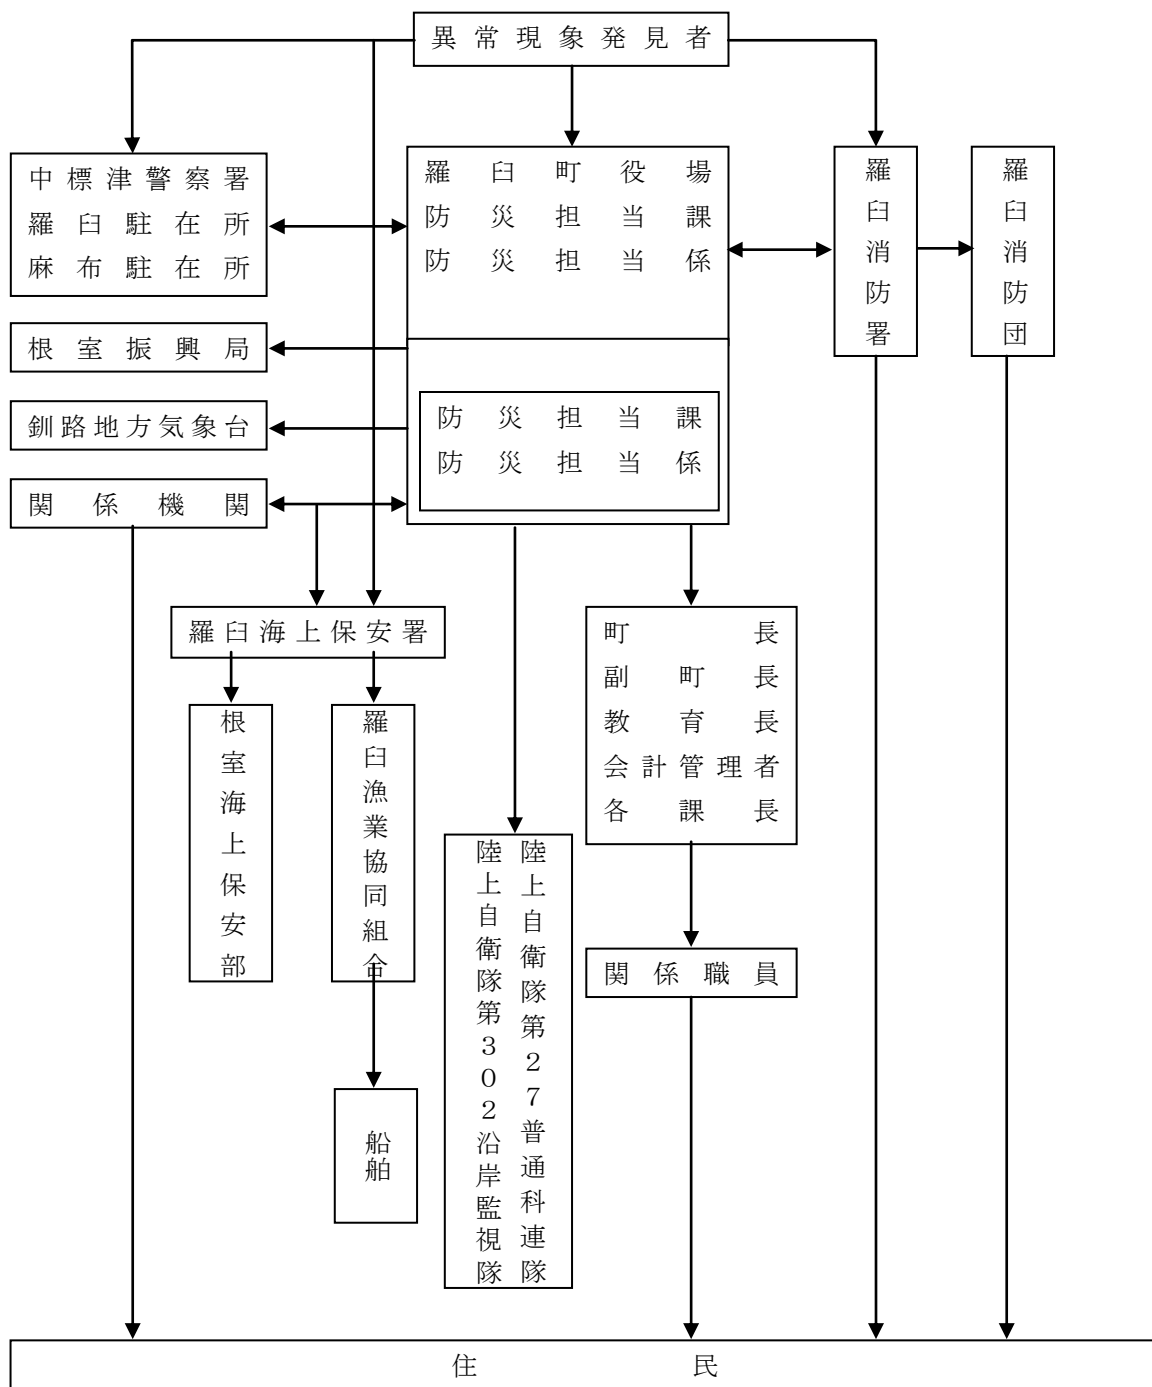 異常現象発見者
中標津警察署
羅臼駐在所
麻布駐在所
羅臼町役場
防災担当課
防災担当係
羅臼消防署
羅臼消防団
根室振興局
釧路地方気象台
関係機関
防災担当課
防災担当係
羅臼海上保安署
町長
副町長
教育長
会計管理者
各課長
根室海上保安部
羅臼漁業協同組合
陸上自衛隊第27普通科連隊
陸上自衛隊第302沿岸監視隊
関係職員
船舶
住民